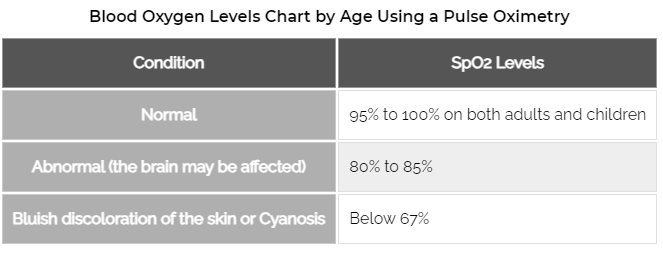 Blood Oxygen Levels Chart by Age Using a Pulse Oximetry
Condition SpO2 Levels
Normal 95% to 100% on both adults and children
Abnormal (the brain may be affected) 80% to 85%
Bluish discoloration of the skin or Cyanosis Below 67%